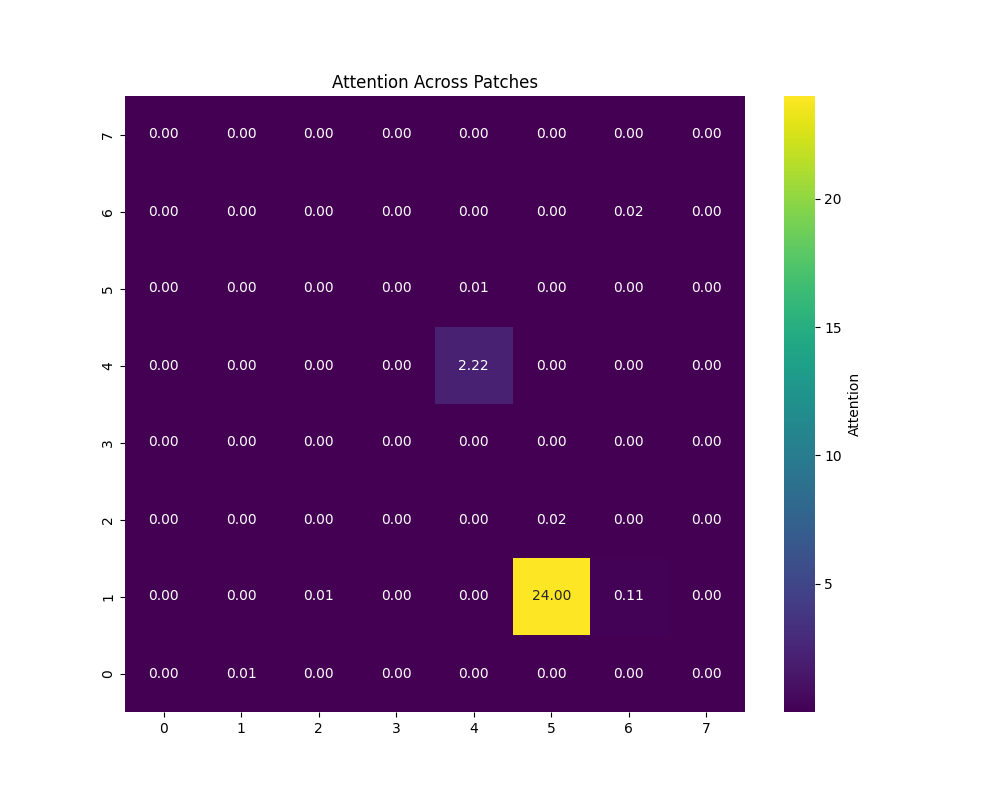 Attention Across Patches
7 0.00 0.00 0.00 0.00 0.00 0.00 0.00 0.00
6 0.00 0.00 0.00 0.00 0.00 0.00 0.02 0.00
20
5 0.00 0.00 0.00 0.00 0.01 0.00 0.00 0.00
15
4 0.00 0.00 0.00 0.00 2.22 0.00 0.00 0.00
Attention
3 0.00 0.00 0.00 0.00 0.00 0.00 0.00 0.00
10
2 0.00 0.00 0.00 0.00 0.00 0.02 0.00 0.00
5
1 0.00 0.00 0.01 0.00 0.00 24.00 0.11 0.00
0 0.00 0.01 0.00 0.00 0.00 0.00 0.00 0.00
0 1 2 3 4 5 6 7